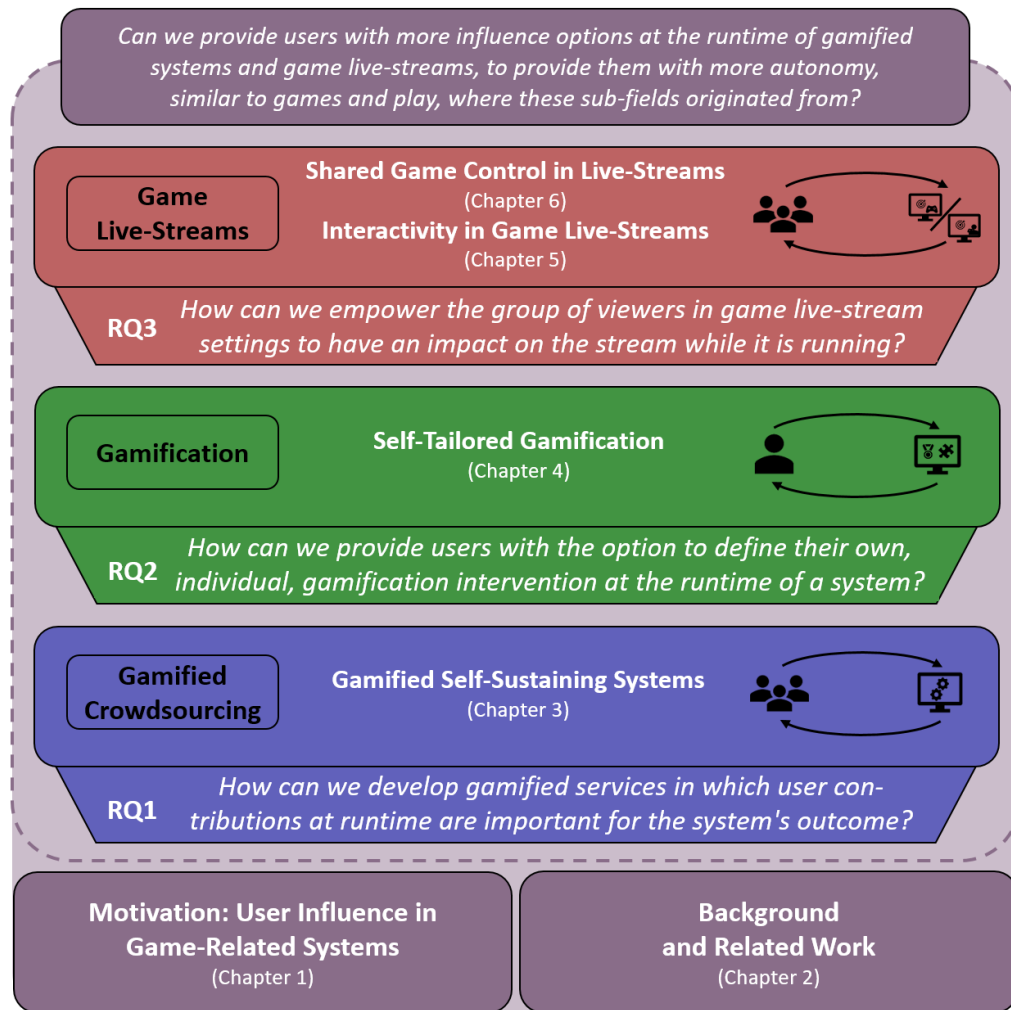 Can we provide users with more influence options at the runtime of gamified
systems and game live-streams, to provide them with more autonomy,
similar to games and play, where these sub-fields originated from?
Game
Live-Streams
Shared Game Control in Live-Streams
(Chapter 6)
Interactivity in Game Live-Streams
(Chapter 5)
RQ3
How can we empower the group of viewers in game live-stream
settings to have an impact on the stream while it is running?
Gamification
Self-Tailored Gamification
(Chapter 4)
RQ2
How can we provide users with the option to define their own,
individual, gamification intervention at the runtime of a system?
Gamified
Crowdsourcing
Gamified Self-Sustaining Systems
(Chapter 3)
RQ1
How can we develop gamified services in which user con-
tributions at runtime are important for the system's outcome?
Motivation: User Influence in
Game-Related Systems
(Chapter 1)
Background
and Related Work
(Chapter 2)